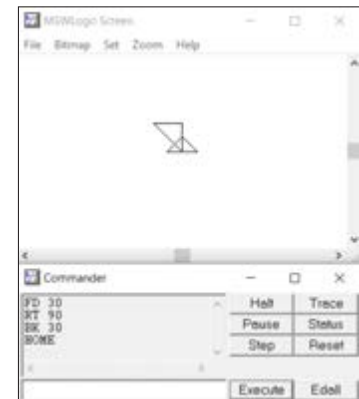 MSWLogo Screen
File Bitmap Set Zoom Help
Commander
FD 30
RT 90
BK 30
HOME
Halt Trace
Pause Status
Step Reset
Execute Edall